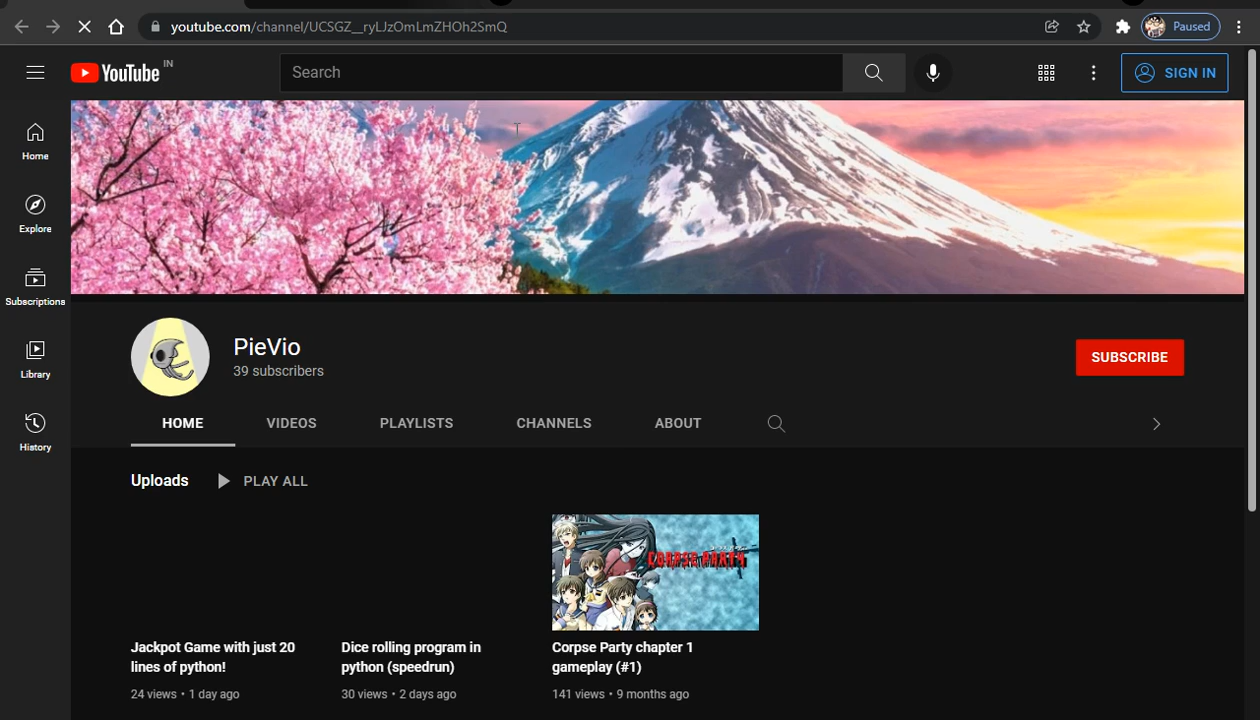 youtube.com/channel/UCSGZ__ryIJzOmLmZHOh2SmQ
Paused
YouTube IN
Search
SIGN IN
Home
Explore
Subscriptions
Library
History
PieVio
39 subscribers
SUBSCRIBE
HOME VIDEOS PLAYLISTS CHANNELS ABOUT
Uploads PLAY ALL
CORPSE PARTY
Jackpot Game with just 20
lines of python!
24 views • 1 day ago
Dice rolling program in
python (speedrun)
30 views • 2 days ago
Corpse Party chapter 1
gameplay (#1)
141 views • 9 months ago